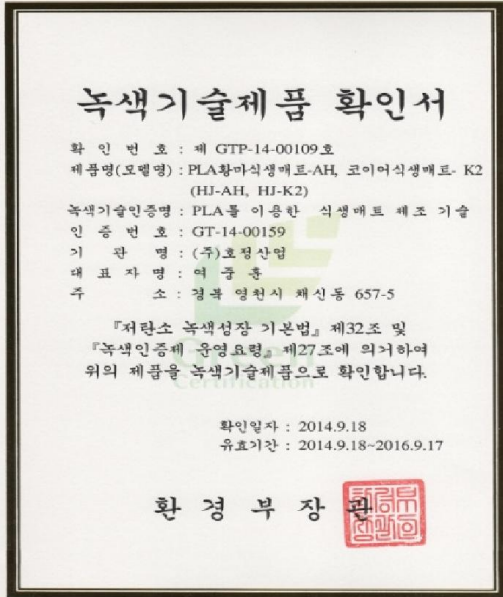 녹색기술제품 확인서
확 인 번 호 : 제 GTP-14-00109호
제품명(모델명) : PLA황마식생매트-AH, 코이어식생매트- K2
(HJ-AH, HJ-K2)
녹색기술인증명 : PLA를 이용한 식생매트 제조 기술
인 증 번 호 : GT-14-00159
기 관 명 : (주)호정산업
대 표 자 명 : 여중훈
주 소 : 경북 영천시 채신동 657-5
『저탄소 녹색성장 기본법』 제32조 및
『녹색인증제 운영요령』 제27조에 의거하여
Green
위의 제품을 녹색기술제품으로 확인합니다.
Certification
확인일자 : 2014.9.18
유효기간 : 2014.9.18~2016.9.17
환 경 부 장 관